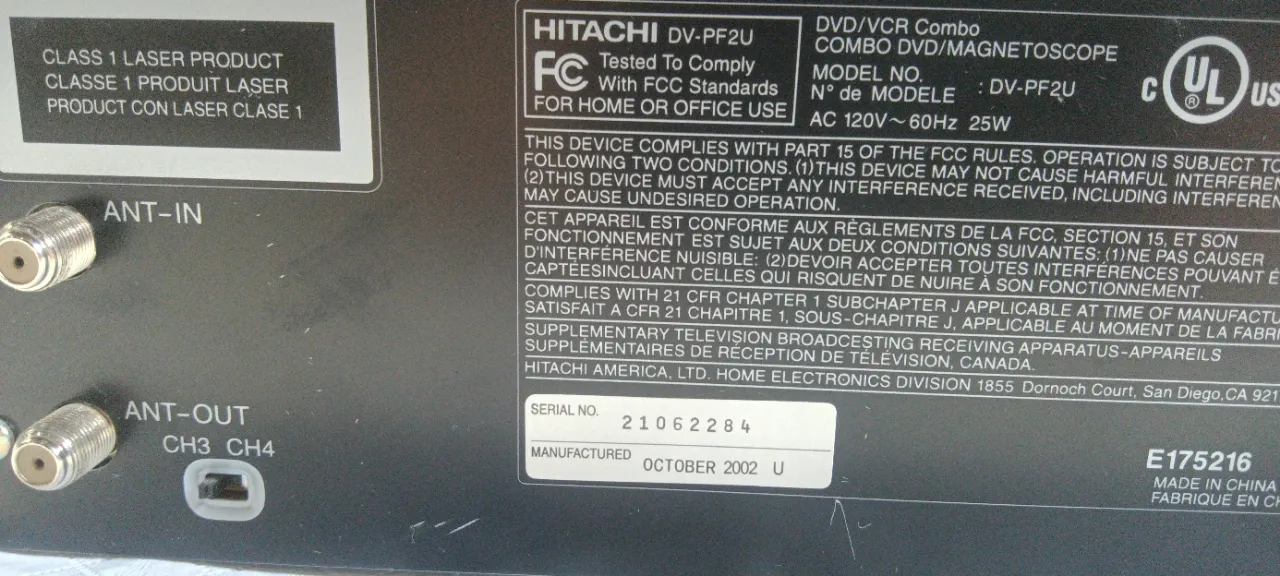 CLASS 1 LASER PRODUCT
CLASSE 1 PRODUIT LASER
PRODUCT CON LASER CLASE 1
ANT-IN
ANT-OUT
CH3 CH4
HITACHI DV-PF2U
FC Tested To Comply
With FCC Standards
FOR HOME OR OFFICE USE
DVD/VCR Combo
COMBO DVD/MAGNETOSCOPE
MODEL NO.
N° de MODELE : DV-PF2U
AC 120V~60Hz 25W
C UL US
®
THIS DEVICE COMPLIES WITH PART 15 OF THE FCC RULES. OPERATION IS SUBJECT TO
FOLLOWING TWO CONDITIONS. (1)THIS DEVICE MAY NOT CAUSE HARMFUL
(2)THIS DEVICE MUST ACCEPT ANY INTERFERENCE RECEIVED, INCLUDING
MAY CAUSE UNDESIRED OPERATION.
CET APPAREIL EST CONFORME AUX RÈGLEMENTS DE LA FCC, SECTION 15, ET SON
FONCTIONNEMENT EST SUJET AUX DEUX CONDITIONS SUIVANTES: (1)NE PAS CAUSER
D'INTERFÉRENCE NUISIBLE: (2)DEVOIR ACCEPTER TOUTES INTERFÉRENCES POUVANT
CAPTÉESINCLUANT CELLES QUI RISQUENT DE NUIRE À SON FONCTIONNEMENT.
COMPLIES WITH 21 CFR CHAPTER 1 SUBCHAPTER J APPLICABLE AT TIME OF
SATISFAIT A CFR 21 CHAPITRE 1, SOUS-CHAPITRE J, APPLICABLE AU MOMENT DE LA
SUPPLEMENTARY TELEVISION BROADCESTING RECEIVING APPARATUS-APPAREILS
SUPPLÉMENTAIRES DE RÉCEPTION DE TÉLÉVISION, CANADA.
HITACHI AMERICA, LTD. HOME ELECTRONICS DIVISION 1855 Dornoch Court, San Diego,CA
SERIAL NO. 21062284
MANUFACTURED OCTOBER 2002 U
E175216
MADE IN CHINA
FABRIQUE EN